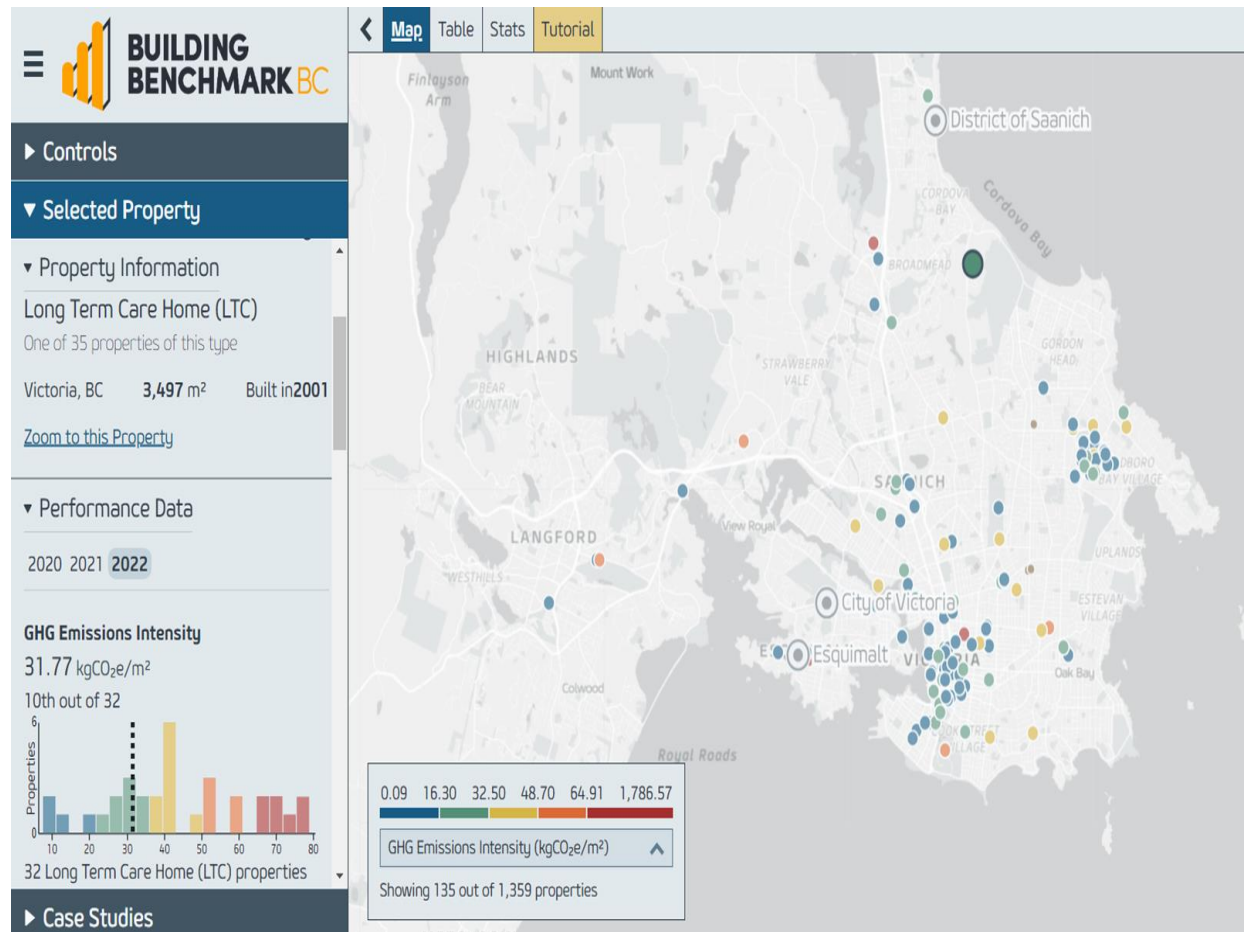 BUILDING
BENCHMARK BC
Controls
Selected Property
Property Information
Long Term Care Home (LTC)
One of 35 properties of this type
Victoria, BC 3,497 m² Built in2001
Zoom to this Property
Performance Data
2020 2021 2022
GHG Emissions Intensity
31.77 kgCO₂e/m²
10th out of 32
6
Properties
0
10 20 30 40 50 60 70 80
32 Long Term Care Home (LTC) properties
Case Studies
Map Table Stats Tutorial
Finlayson
Arm
Mount Work
District of Saanich
CORDOVA
BAY
Cordova Bay
BROADMEAD
HIGHLANDS
BEAR
MOUNTAIN
STRAWBERRY
VALE
GORDON
HEAD
BAY VILLAGE
LANGFORD
View Royal
UPLANDS
WESTHILLS
City of Victoria
ESTEVAN
VILLAGE
Esquimalt
Oak Bay
Colwood
VILLAGE
Royal Roads
0.09 16.30 32.50 48.70 64.91 1,786.57
GHG Emissions Intensity (kgCO₂e/m²)
Showing 135 out of 1,359 properties